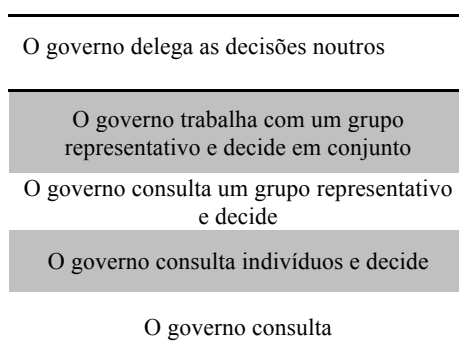 O governo delega as decisões noutros
O governo trabalha com um grupo
representativo e decide em conjunto
O governo consulta um grupo representativo
e decide
O governo consulta indivíduos e decide
O governo consulta